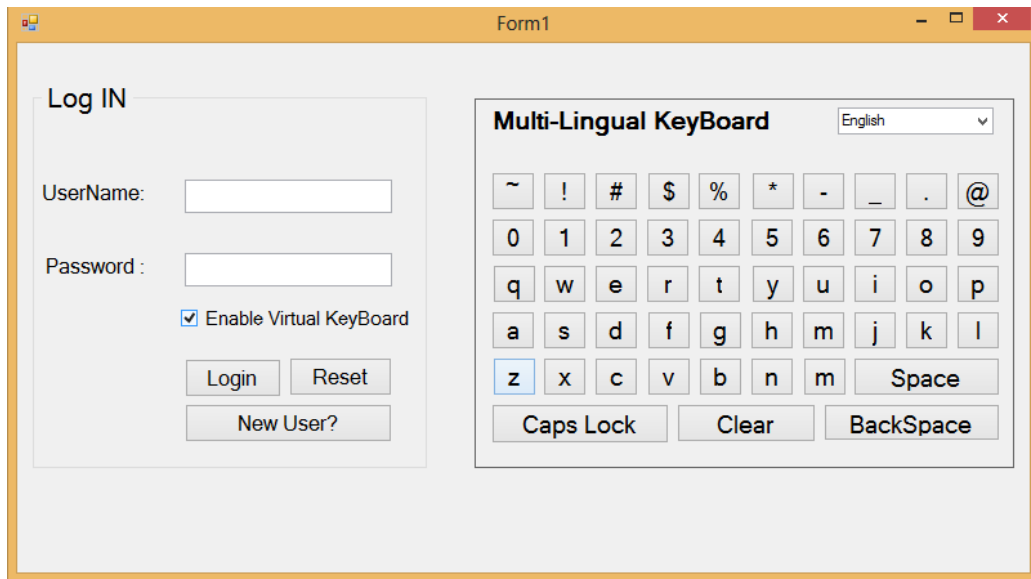 Form1
Log IN
UserName:
Password :
Enable Virtual KeyBoard
Login Reset
New User?
Multi-Lingual KeyBoard English
~ ! # $ % * - _ . @
0 1 2 3 4 5 6 7 8 9
q w e r t y u i o p
a s d f g h m j k l
z x c v b n m Space
Caps Lock Clear BackSpace